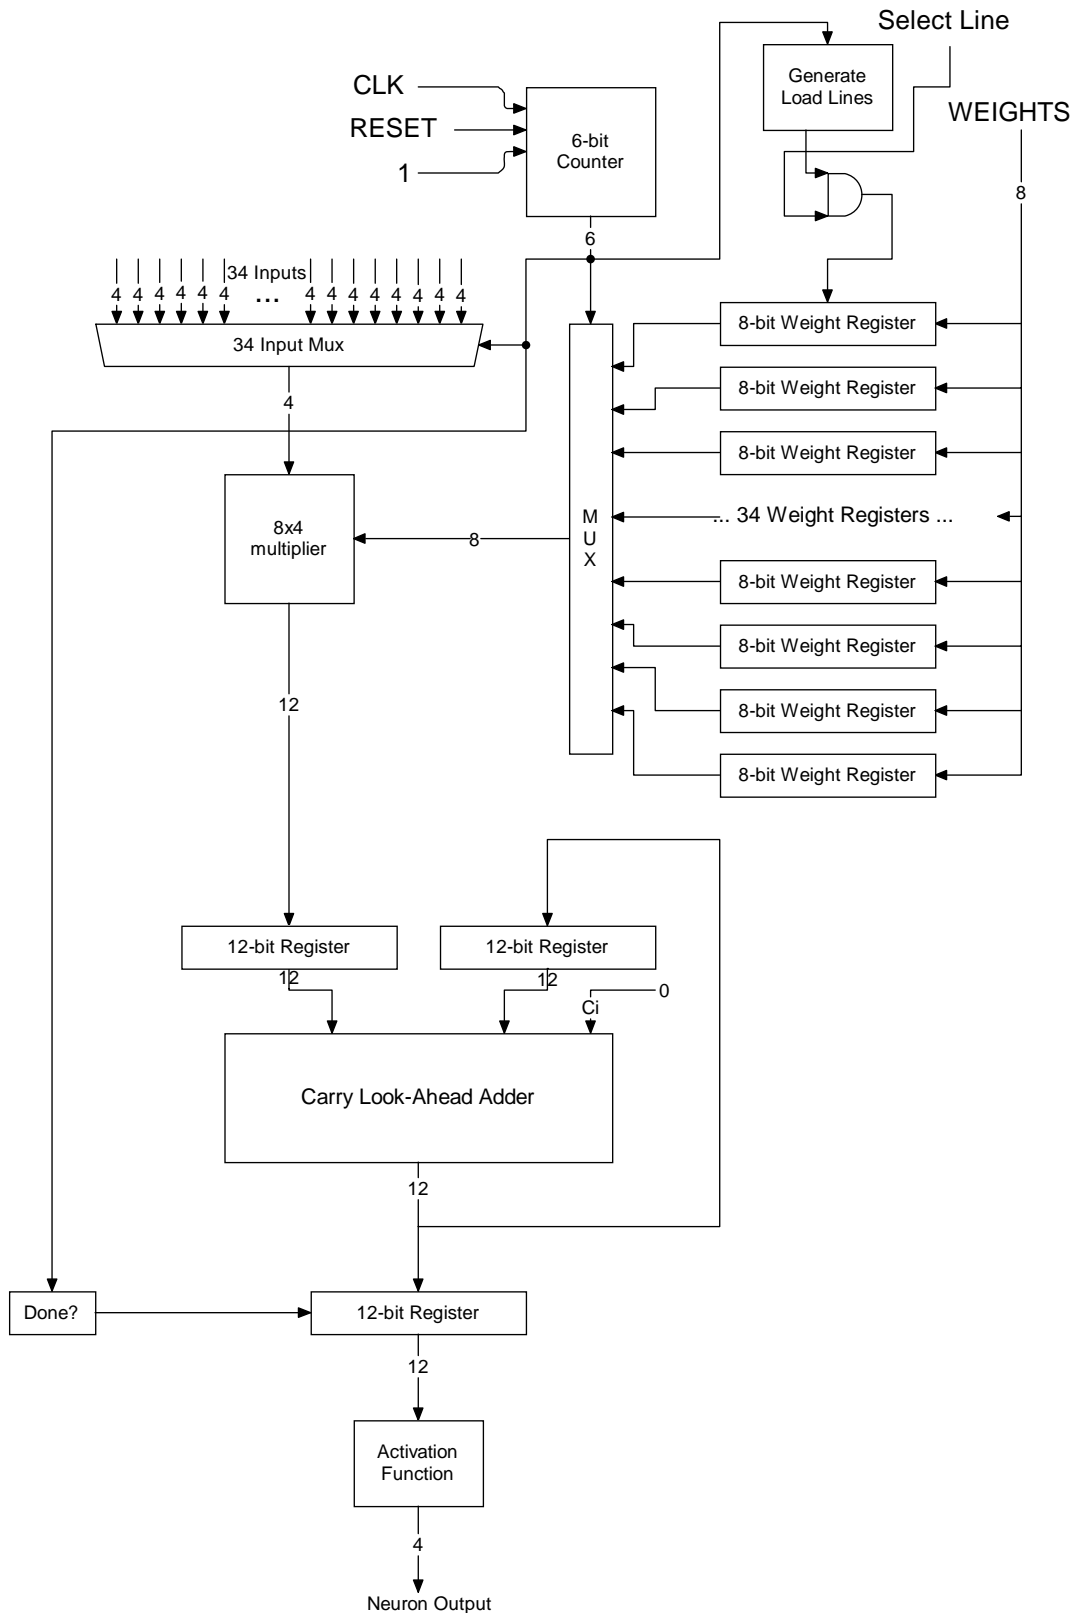 Select Line
Generate
Load Lines
CLK
WEIGHTS
RESET
6-bit
Counter
1
8
6
34 Inputs
4 4 4 4 4 4 ... 4 4 4 4 4 4 4 4
8-bit Weight Register
34 Input Mux
8-bit Weight Register
4
8-bit Weight Register
M
U
X
... 34 Weight Registers ...
8x4
multiplier
8
8-bit Weight Register
8-bit Weight Register
12
8-bit Weight Register
8-bit Weight Register
12-bit Register
12-bit Register
12
12
0
Ci
Carry Look-Ahead Adder
12
Done?
12-bit Register
12
Activation
Function
4
Neuron Output